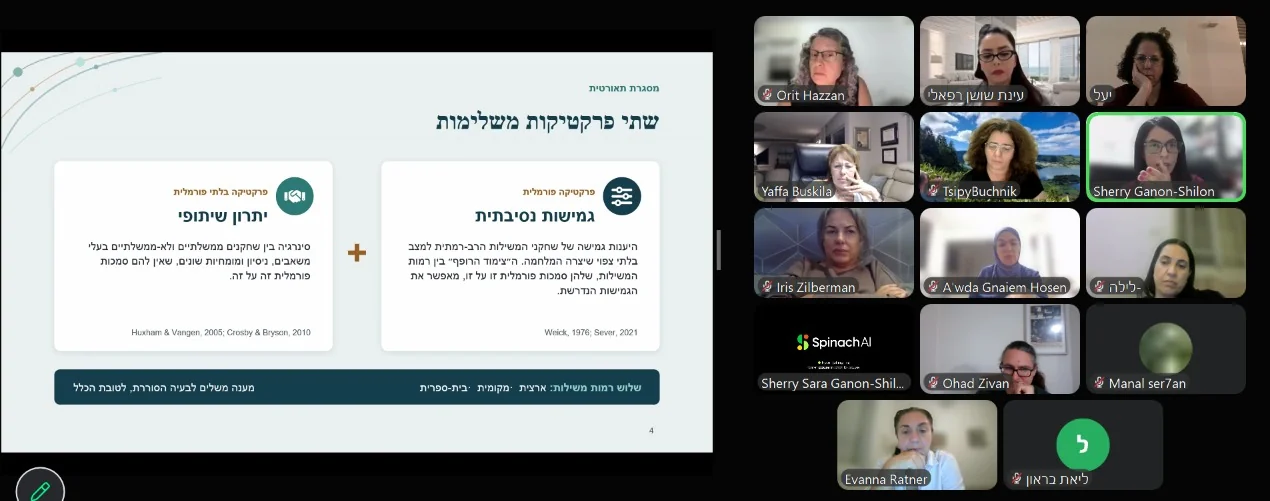 מסגרת תאורטית
שתי פרקטיקות משלימות
פרקטיקה פורמלית
גמישות נסיבתית
היענות גמישה של שחקני המשילות הרב-רמתית למצב
בלתי צפוי שיצרה המלחמה. ה״צימוד הרופף״ בין רמות
המשילות, שלהן סמכות פורמלית זו על זו, מאפשר את
הגמישות הנדרשת.
Weick, 1976; Sever, 2021
+
פרקטיקה בלתי פורמלית
יתרון שיתופי
סינרגיה בין שחקנים ממשלתיים ולא-ממשלתיים בעלי
משאבים, ניסיון ומומחיות שונים, שאין להם סמכות
פורמלית זה על זה.
Huxham & Vangen, 2005; Crosby & Bryson, 2010
שלוש רמות משילות: ארצית · מקומית · בית-ספרית
מענה משלים לבעיה הסוררת, לטובת הכלל
4
Orit Hazzan
עינת שושן רפאלי
יעל
Yaffa Buskila
TsipyBuchnik
Sherry Ganon-Shilon
Iris Zilberman
A'wda Gnaiem Hosen
לילה-
SpinachAI
Sherry Sara Ganon-Shil...
Ohad Zivan
Manal ser7an
Evanna Ratner
ל
ליאת בראון